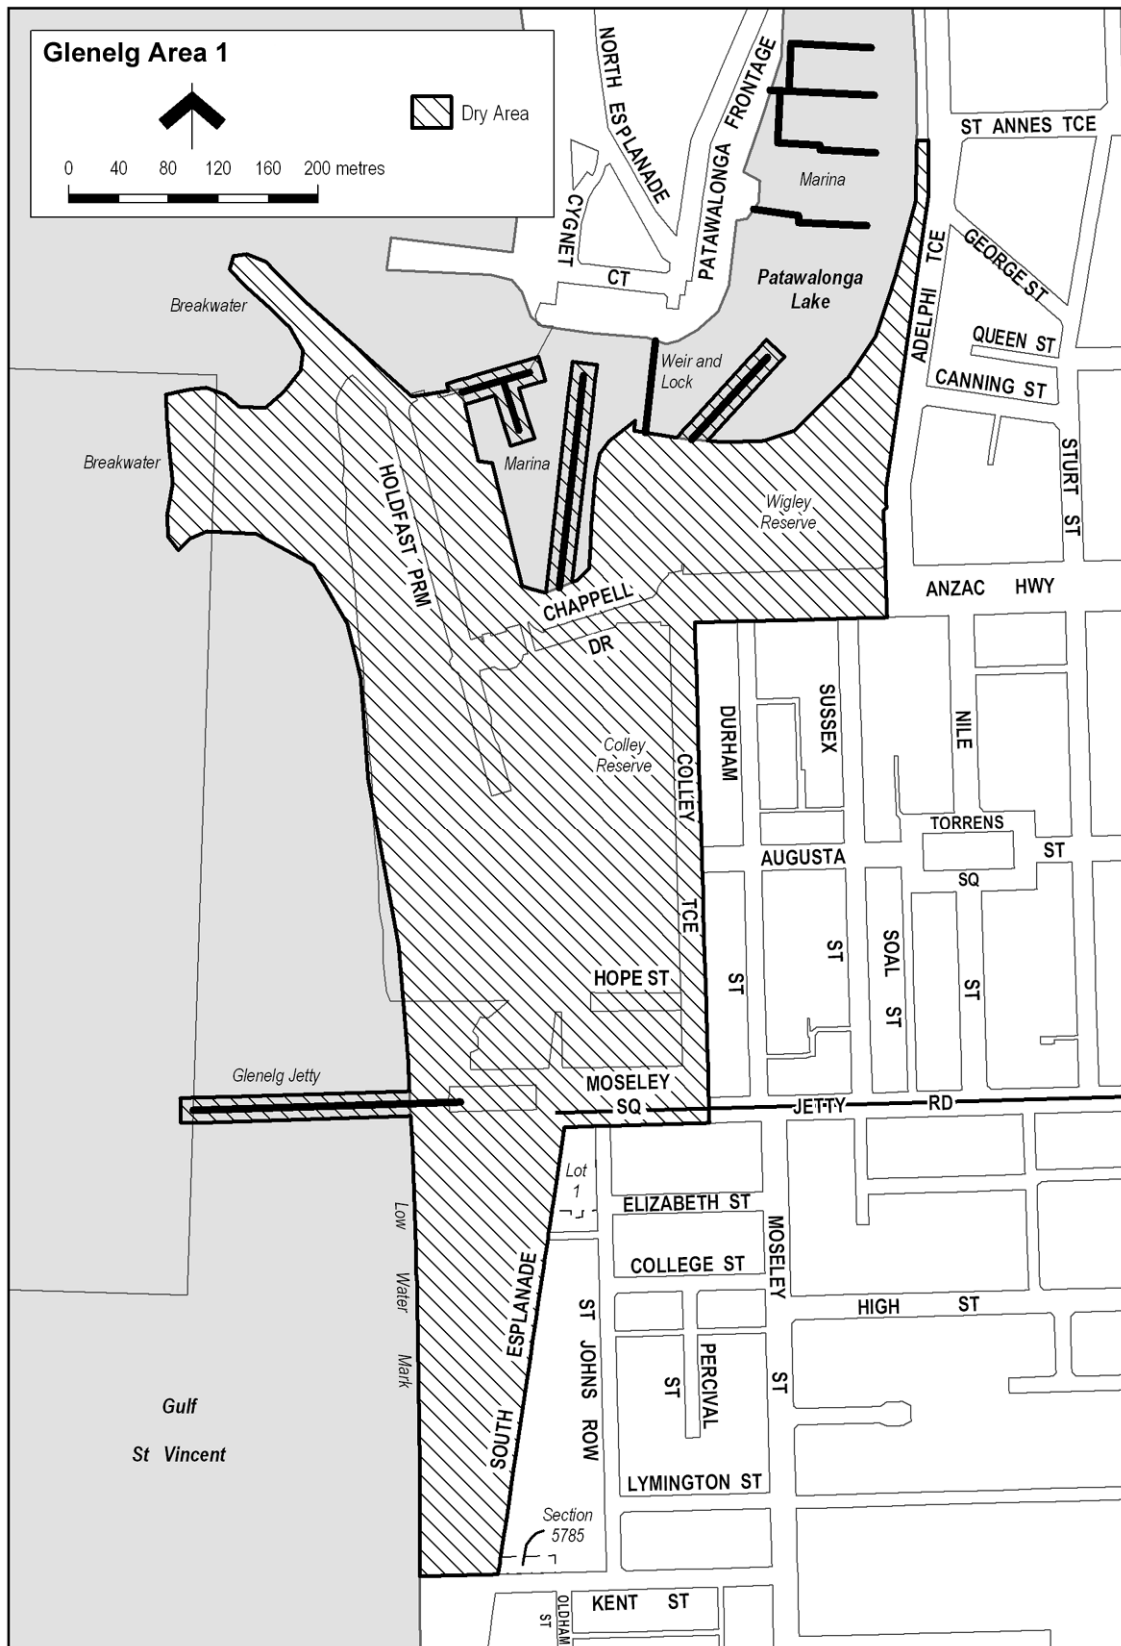 Glenelg Area 1
Dry Area
0 40 80 120 160 200 metres
NORTH ESPLANADE
PATAWALONGA FRONTAGE
ST ANNES TCE
Marina
CYGNET
CT
GEORGE ST
ADELPHI TCE
Patawalonga
Lake
Breakwater
QUEEN ST
Weir and
Lock
CANNING ST
Breakwater
Marina
STURT ST
HOLDFAST PRM
Wigley
Reserve
CHAPPELL
DR
ANZAC HWY
DURHAM
SUSSEX
NILE
Colley
Reserve
COLLEY
TORRENS
AUGUSTA
ST
SQ
TCE
ST
ST
SOAL ST
ST
HOPE ST
Glenelg Jetty
MOSELEY
SQ
JETTY RD
Lot
1
ELIZABETH ST
Low Water Mark
MOSELEY
COLLEGE ST
SOUTH ESPLANADE
HIGH ST
ST JOHNS ROW
PERCIVAL
ST
ST
Gulf
St Vincent
LYMINGTON ST
Section
5785
OLDHAM
ST
KENT ST